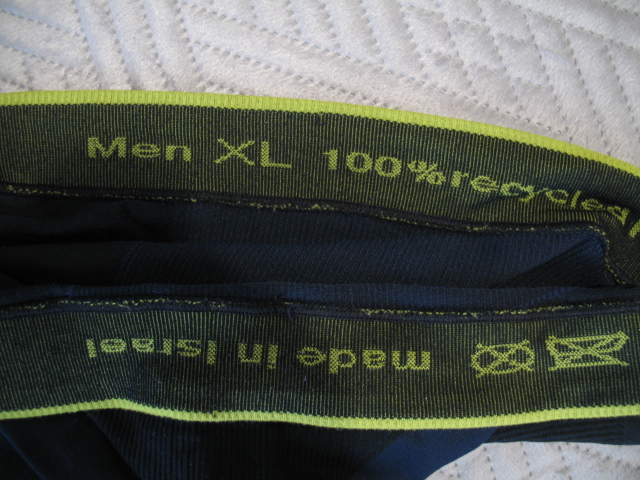 Men XL 100% recycled
made in Israel